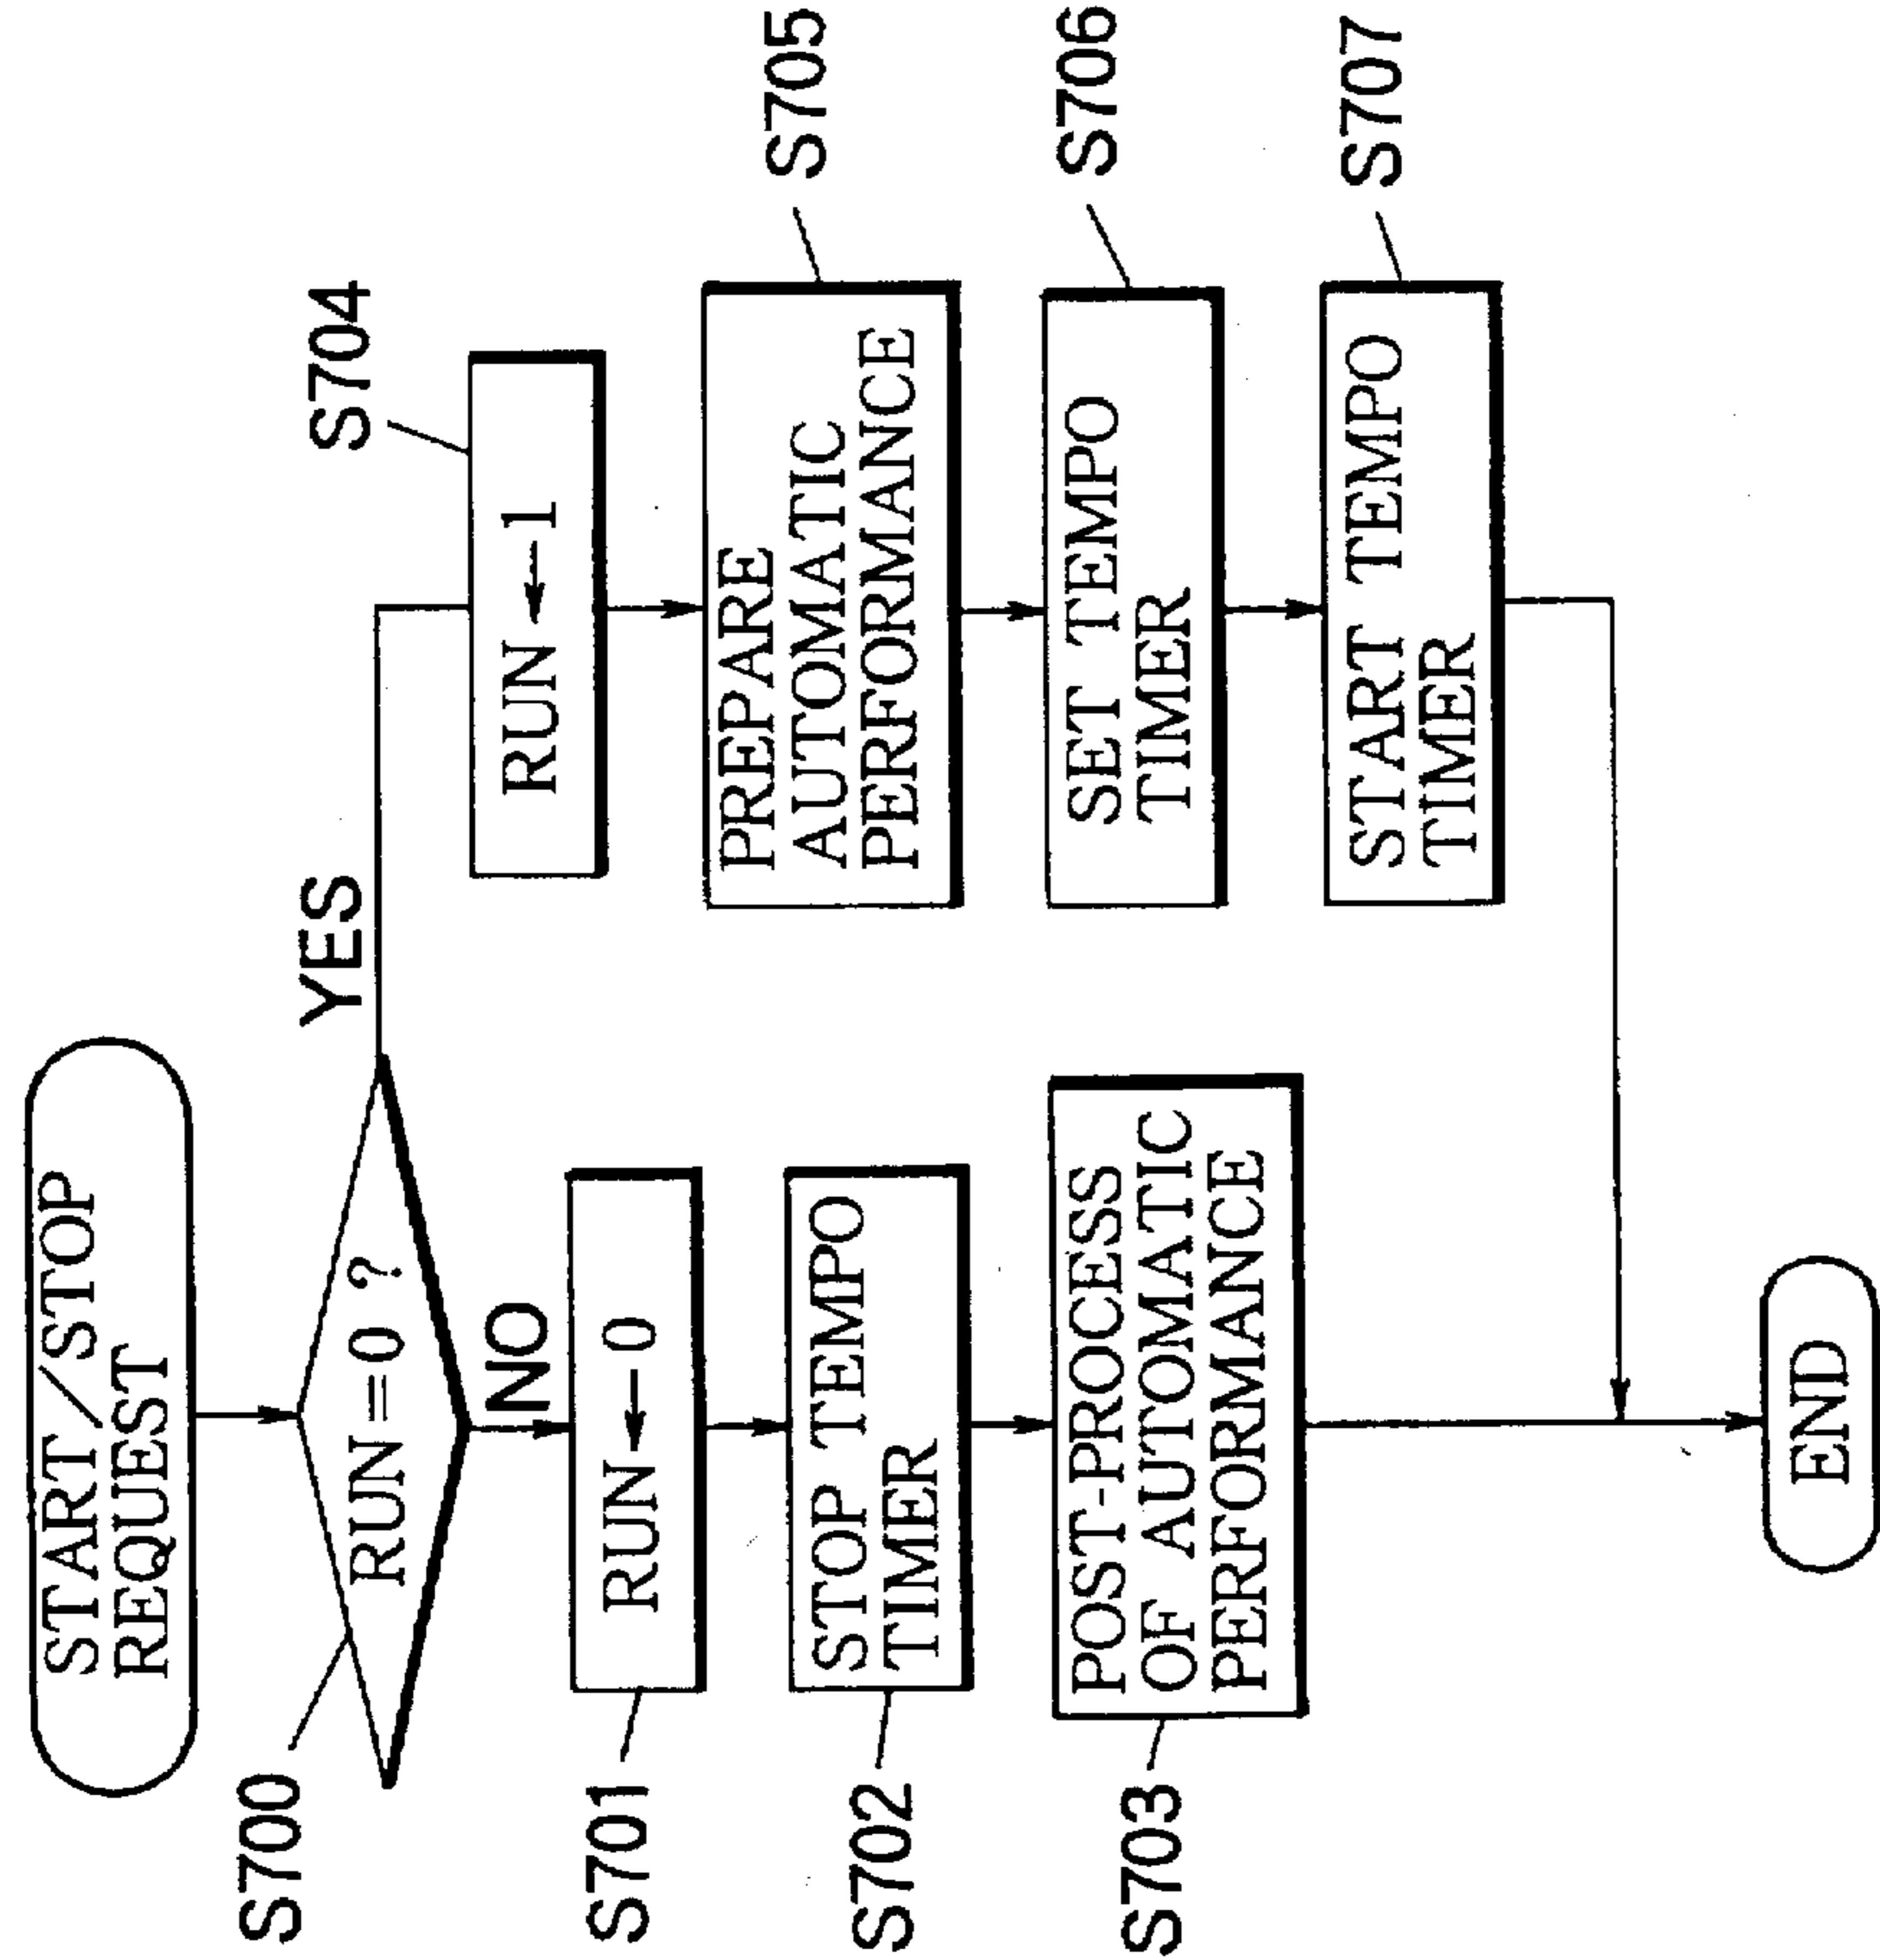 START/STOP
REQUEST
S700
RUN=0 ?
YES
NO
S701
RUN←0
S702
STOP TEMPO
TIMER
S703
POST-PROCESS
OF AUTOMATIC
PERFORMANCE
S704
RUN←1
S705
PREPARE
AUTOMATIC
PERFORMANCE
S706
SET TEMPO
TIMER
S707
START TEMPO
TIMER
END